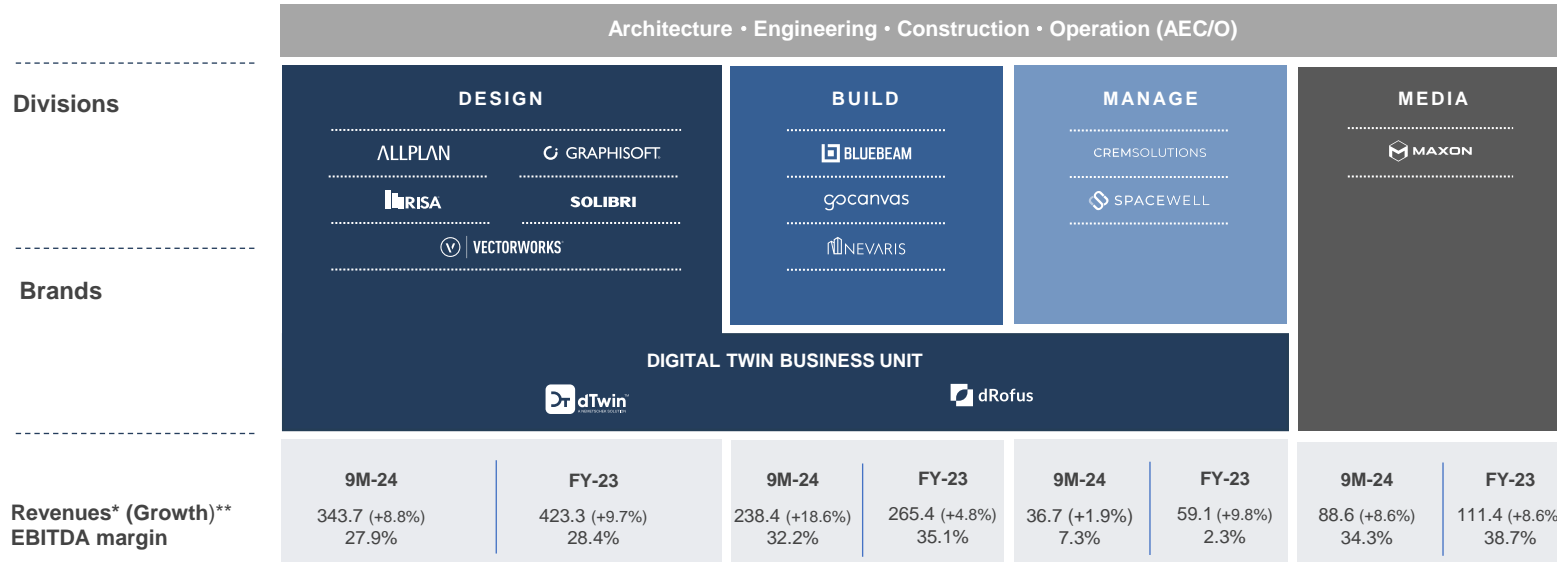 Architecture • Engineering • Construction • Operation (AEC/O)
Divisions
Brands
DESIGN
ALLPLAN
GRAPHISOFT
RISA
SOLIBRI
VECTORWORKS
BUILD
BLUEBEAM
gocanvas
NEVARIS
MANAGE
CREMSOLUTIONS
SPACEWELL
MEDIA
MAXON
DIGITAL TWIN BUSINESS UNIT
dTwin™
A NEMETSCHEK SOLUTION
dRofus
Revenues* (Growth)**
EBITDA margin
9M-24
343.7 (+8.8%)
27.9%
FY-23
423.3 (+9.7%)
28.4%
9M-24
238.4 (+18.6%)
32.2%
FY-23
265.4 (+4.8%)
35.1%
9M-24
36.7 (+1.9%)
7.3%
FY-23
59.1 (+9.8%)
2.3%
9M-24
88.6 (+8.6%)
34.3%
FY-23
111.4 (+8.6%
38.7%